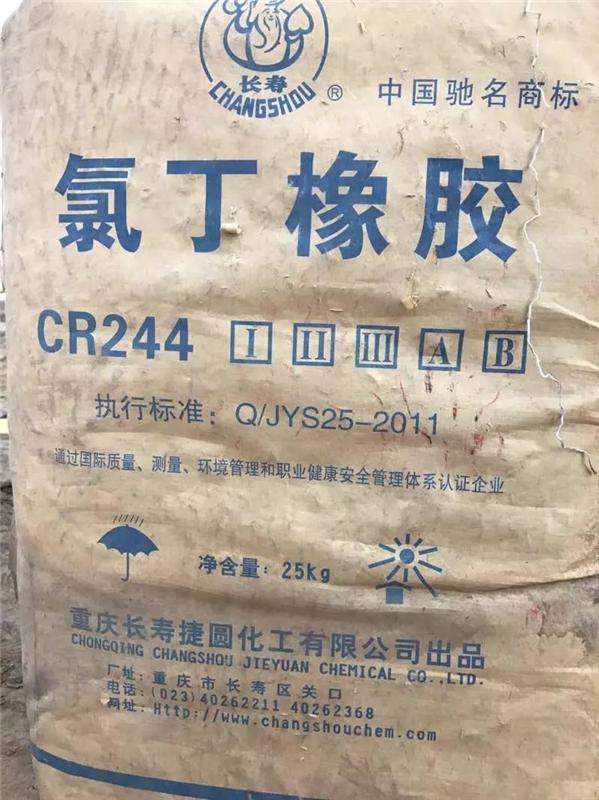 长寿
CHANGSHOU ® 中国驰名商标
氯丁橡胶
CR244 I II III A B
执行标准：Q/JYS25-2011
通过国际质量、测量、环境管理和职业健康安全管理体系认证企业
净含量：25kg
重庆长寿捷圆化工有限公司出品
CHONGQING CHANGSHOU JIEYUAN CHEMICAL CO.,LTD.
厂址：重庆市长寿区关口
电话：(023)40262211 40262368
网址：Http://www.changshouchem.com